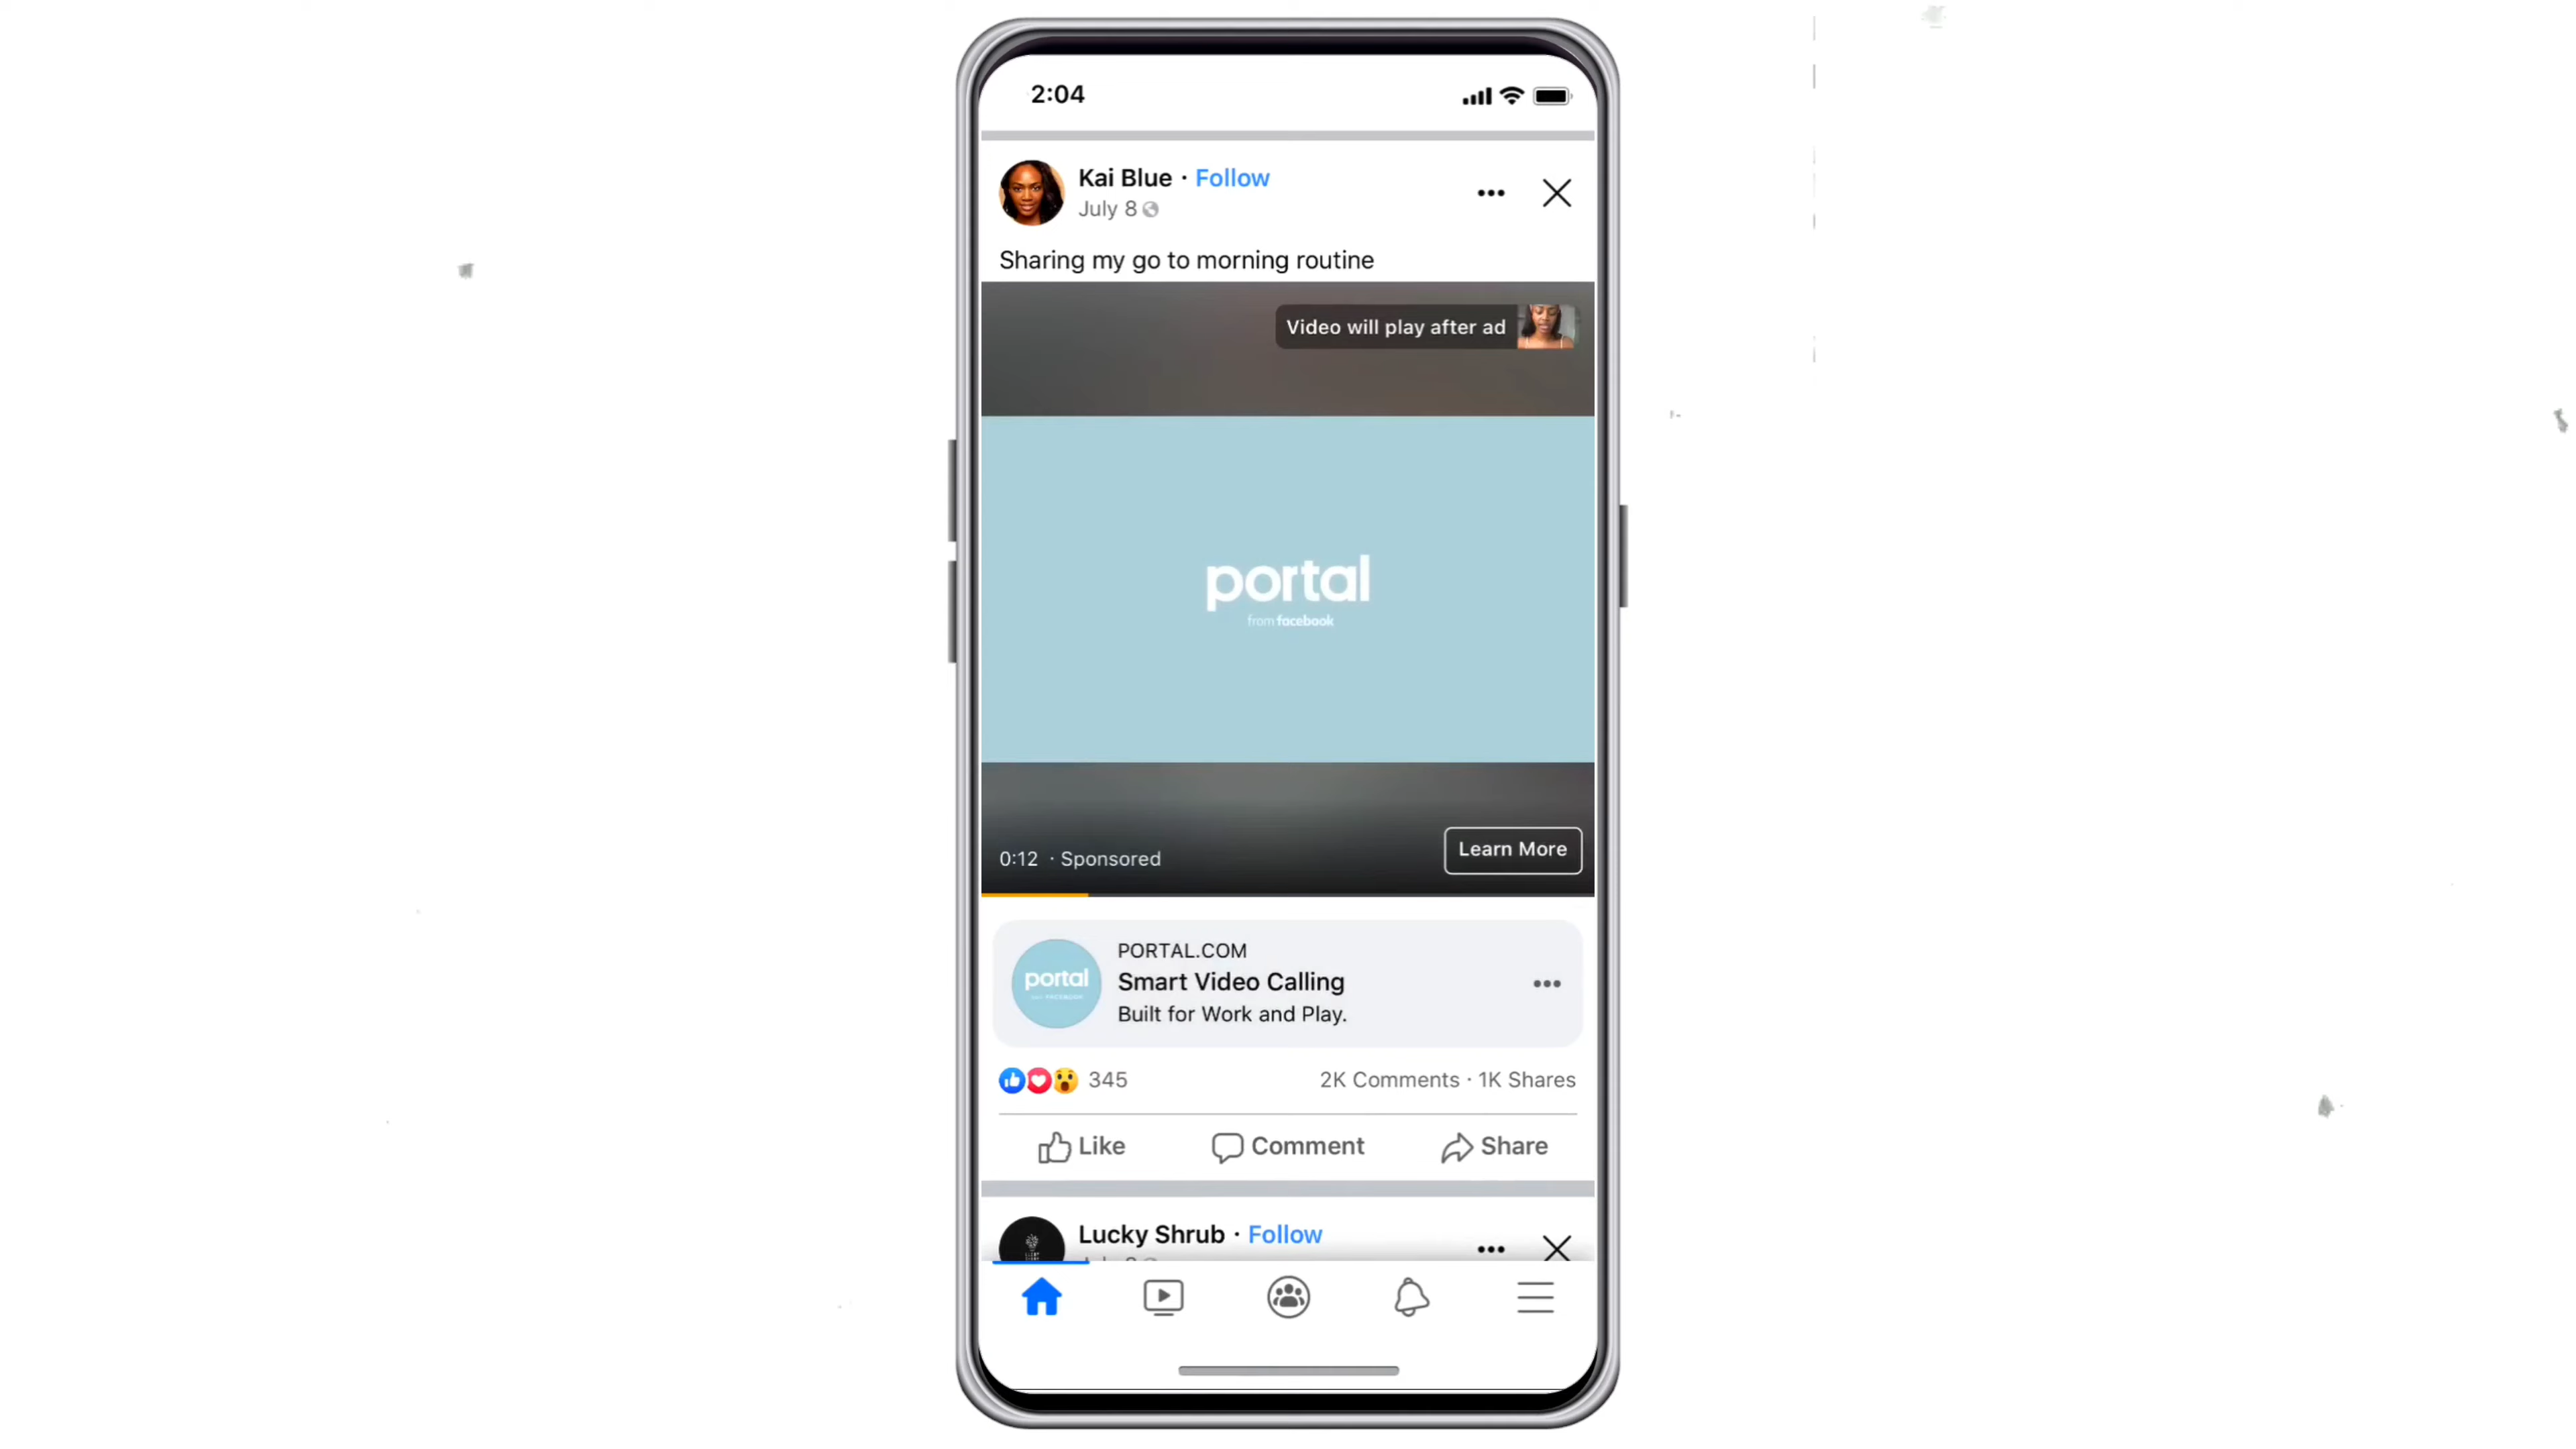 2:04
Kai Blue · Follow
July 8
Sharing my go to morning routine
Video will play after ad
portal
from facebook
0:12 · Sponsored
Learn More
PORTAL.COM
portal
Smart Video Calling
Built for Work and Play.
345
2K Comments · 1K Shares
Like
Comment
Share
Lucky Shrub · Follow